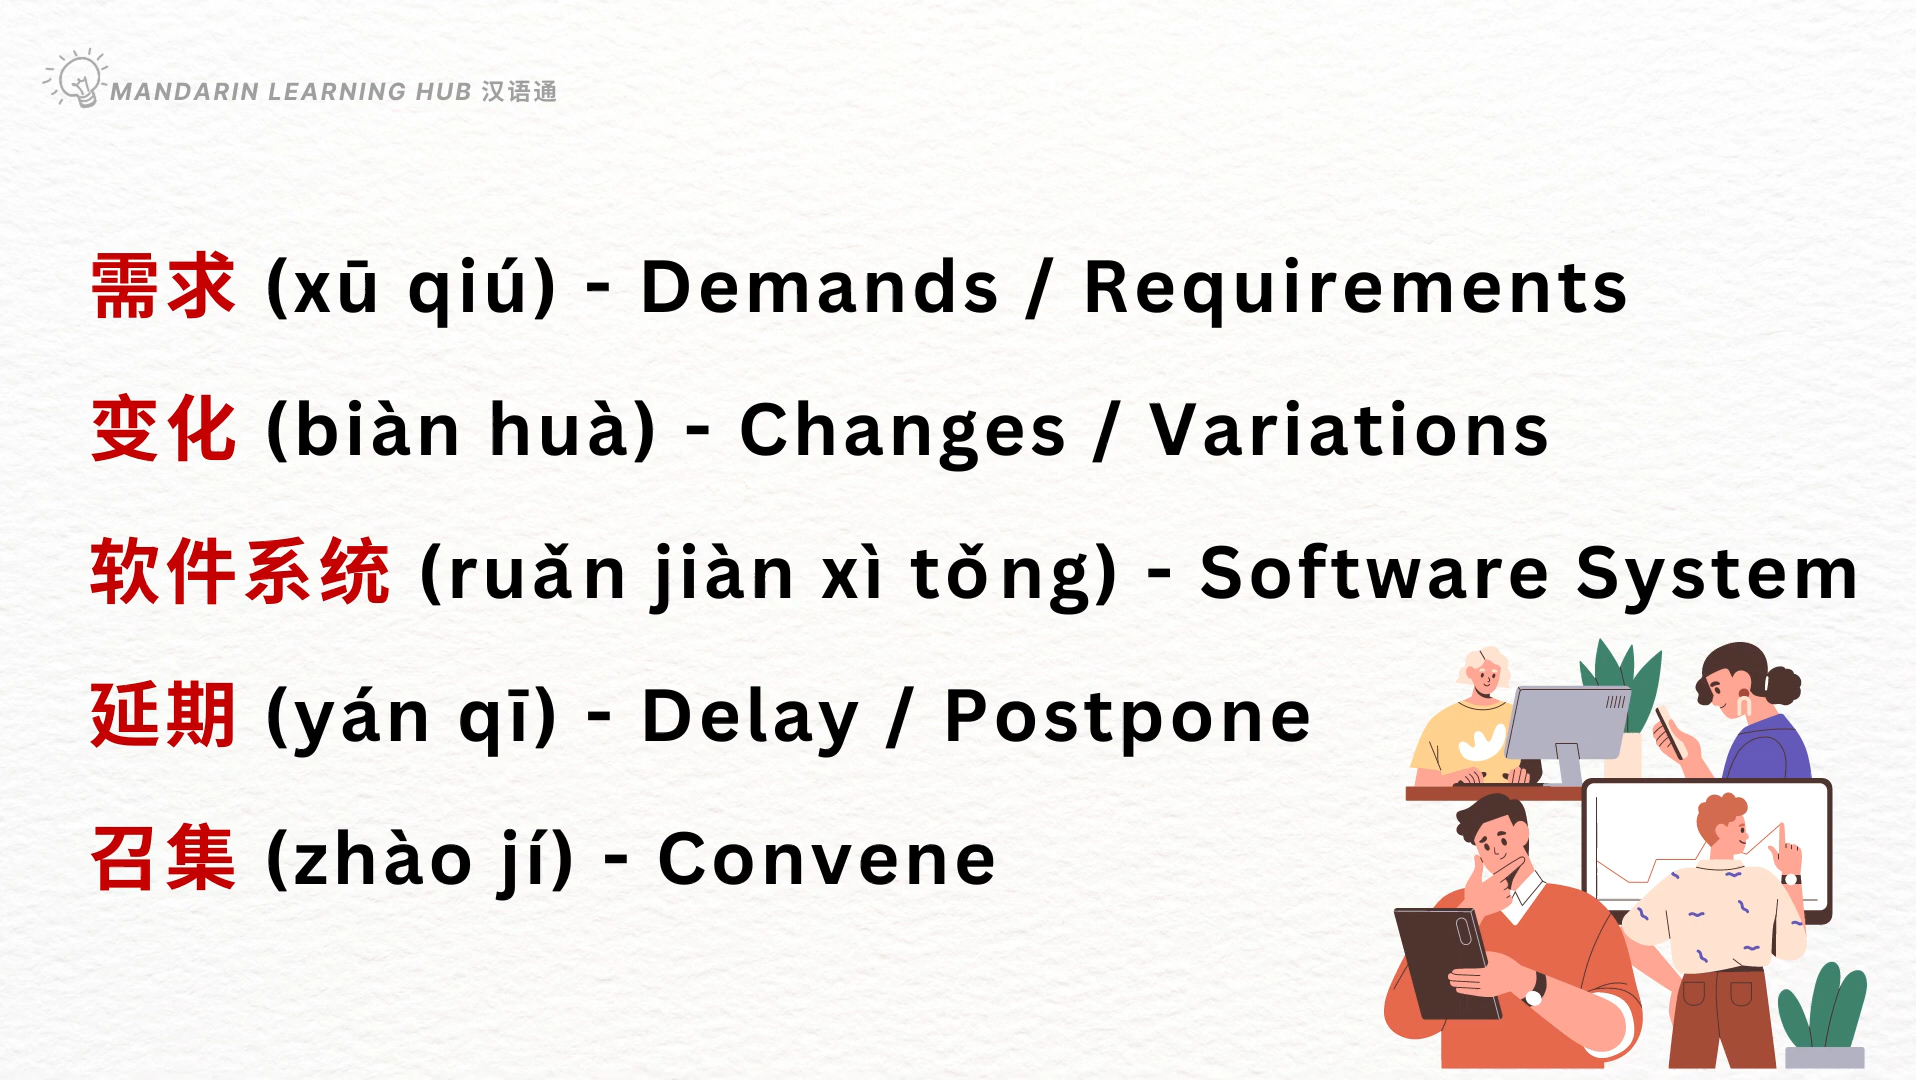 MANDARIN LEARNING HUB 汉语通
需求 (xū qiú) - Demands / Requirements
变化 (biàn huà) - Changes / Variations
软件系统 (ruǎn jiàn xì tǒng) - Software System
延期 (yán qī) - Delay / Postpone
召集 (zhào jí) - Convene